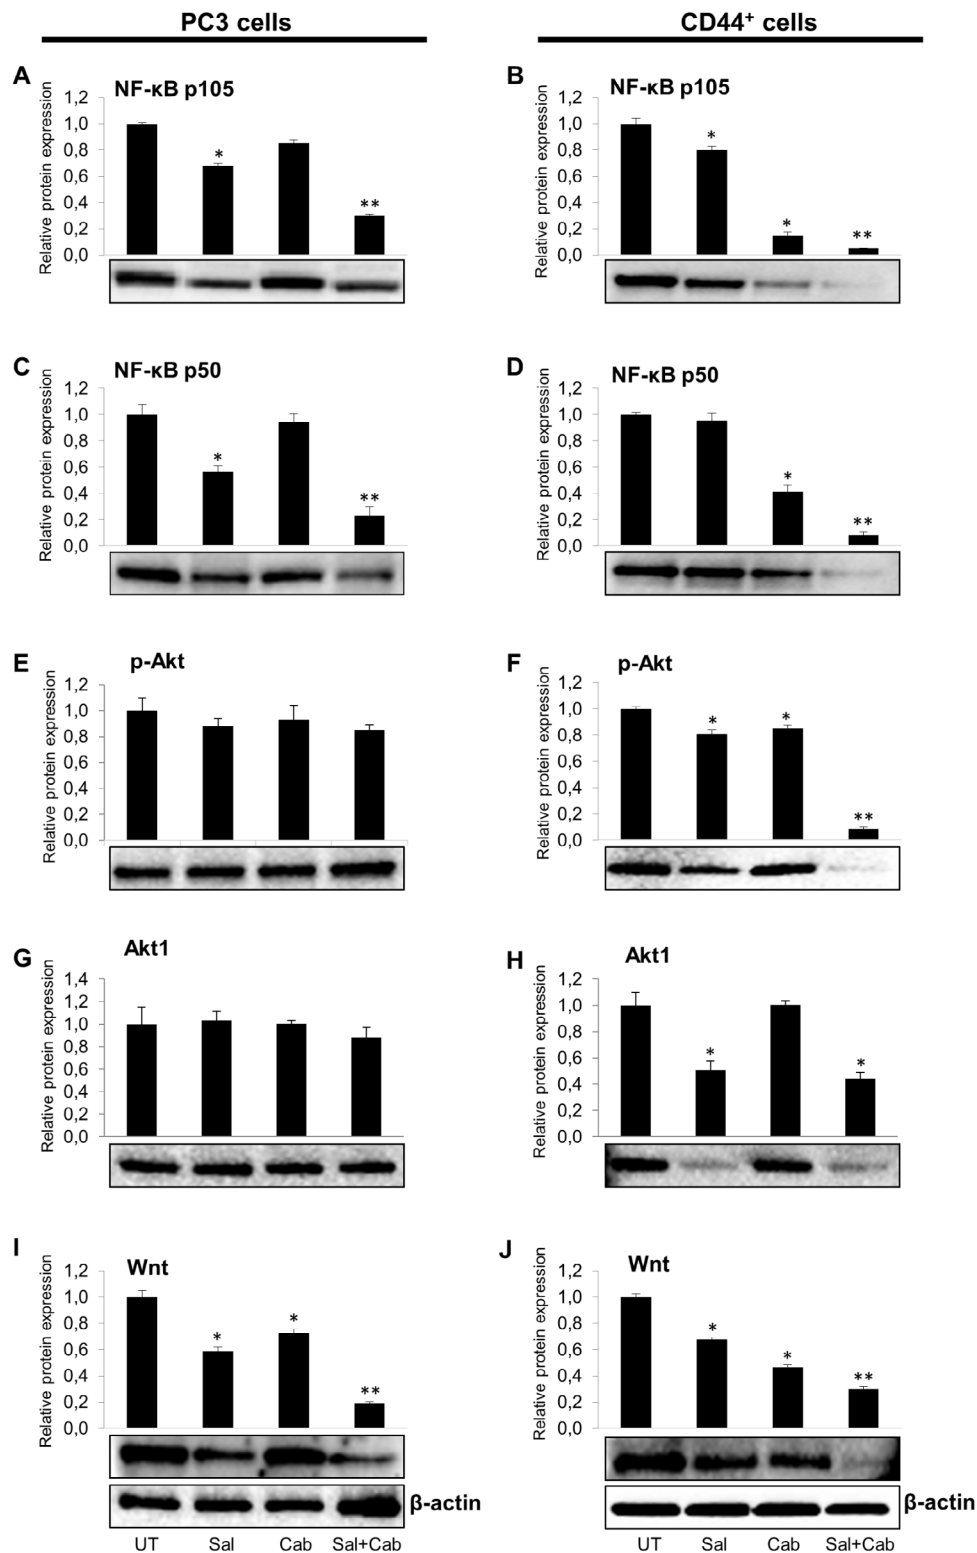 PC3 cells
CD44⁺ cells
A
NF-κB p105
Relative protein expression
1,2
1,0
0,8
0,6
0,4
0,2
0,0
*
**
B
NF-κB p105
Relative protein expression
1,2
1,0
0,8
0,6
0,4
0,2
0,0
*
*
**
C
NF-κB p50
Relative protein expression
1,2
1,0
0,8
0,6
0,4
0,2
0,0
*
**
D
NF-κB p50
Relative protein expression
1,2
1,0
0,8
0,6
0,4
0,2
0,0
*
**
E
p-Akt
Relative protein expression
1,2
1,0
0,8
0,6
0,4
0,2
0,0
F
p-Akt
Relative protein expression
1,2
1,0
0,8
0,6
0,4
0,2
0,0
*
*
**
G
Akt1
Relative protein expression
1,4
1,2
1,0
0,8
0,6
0,4
0,2
0,0
H
Akt1
Relative protein expression
1,2
1,0
0,8
0,6
0,4
0,2
0,0
*
*
I
Wnt
Relative protein expression
1,2
1,0
0,8
0,6
0,4
0,2
0,0
*
*
**
β-actin
UT Sal Cab Sal+Cab
J
Wnt
Relative protein expression
1,2
1,0
0,8
0,6
0,4
0,2
0,0
*
*
**
β-actin
UT Sal Cab Sal+Cab